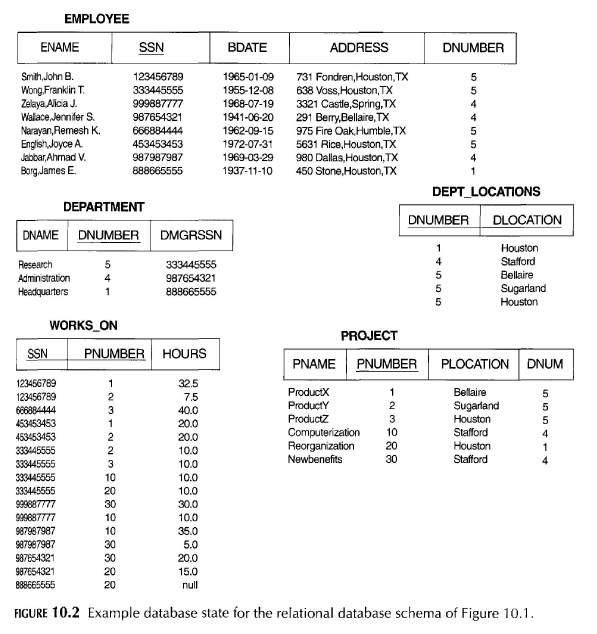 EMPLOYEE
ENAME SSN BDATE ADDRESS DNUMBER
Smith,John B. 123456789 1965-01-09 731 Fondren,Houston,TX 5
Wong,Franklin T. 333445555 1955-12-08 638 Voss,Houston,TX 5
Zelaya,Alicia J. 999887777 1968-07-19 3321 Castle,Spring,TX 4
Wallace,Jennifer S. 987654321 1941-06-20 291 Berry,Bellaire,TX 4
Narayan,Remesh K. 666884444 1962-09-15 975 Fire Oak,Humble,TX 5
English,Joyce A. 453453453 1972-07-31 5631 Rice,Houston,TX 5
Jabbar,Ahmad V. 987987987 1969-03-29 980 Dallas,Houston,TX 4
Borg,James E. 888665555 1937-11-10 450 Stone,Houston,TX 1
DEPARTMENT
DNAME DNUMBER DMGRSSN
Research 5 333445555
Administration 4 987654321
Headquarters 1 888665555
DEPT_LOCATIONS
DNUMBER DLOCATION
1 Houston
4 Stafford
5 Bellaire
5 Sugarland
5 Houston
WORKS_ON
SSN PNUMBER HOURS
123456789 1 32.5
123456789 2 7.5
666884444 3 40.0
453453453 1 20.0
453453453 2 20.0
333445555 2 10.0
333445555 3 10.0
333445555 10 10.0
333445555 20 10.0
999887777 30 30.0
999887777 10 10.0
987987987 10 35.0
987987987 30 5.0
987654321 30 20.0
987654321 20 15.0
888665555 20 null
PROJECT
PNAME PNUMBER PLOCATION DNUM
ProductX 1 Bellaire 5
ProductY 2 Sugarland 5
ProductZ 3 Houston 5
Computerization 10 Stafford 4
Reorganization 20 Houston 1
Newbenefits 30 Stafford 4
FIGURE 10.2 Example database state for the relational database schema of Figure 10.1.